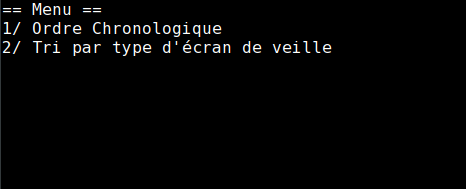 == Menu ==
1/ Ordre Chronologique
2/ Tri par type d'écran de veille